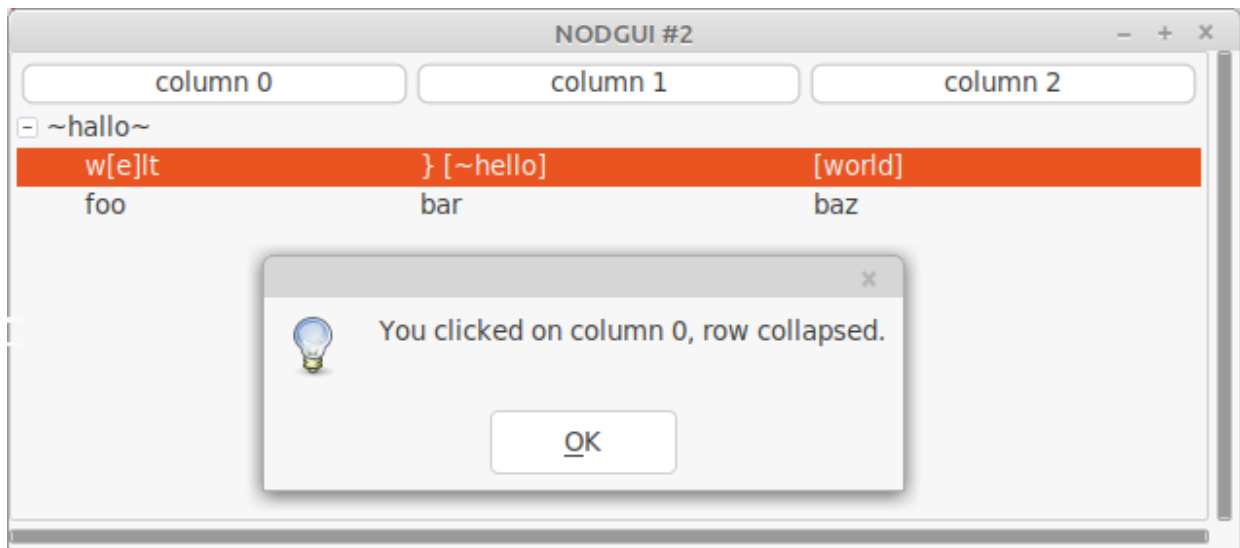 NODGUI #2
column 0 column 1 column 2
~hallo~
w[e]lt } [~hello] [world]
foo bar baz
You clicked on column 0, row collapsed.
OK